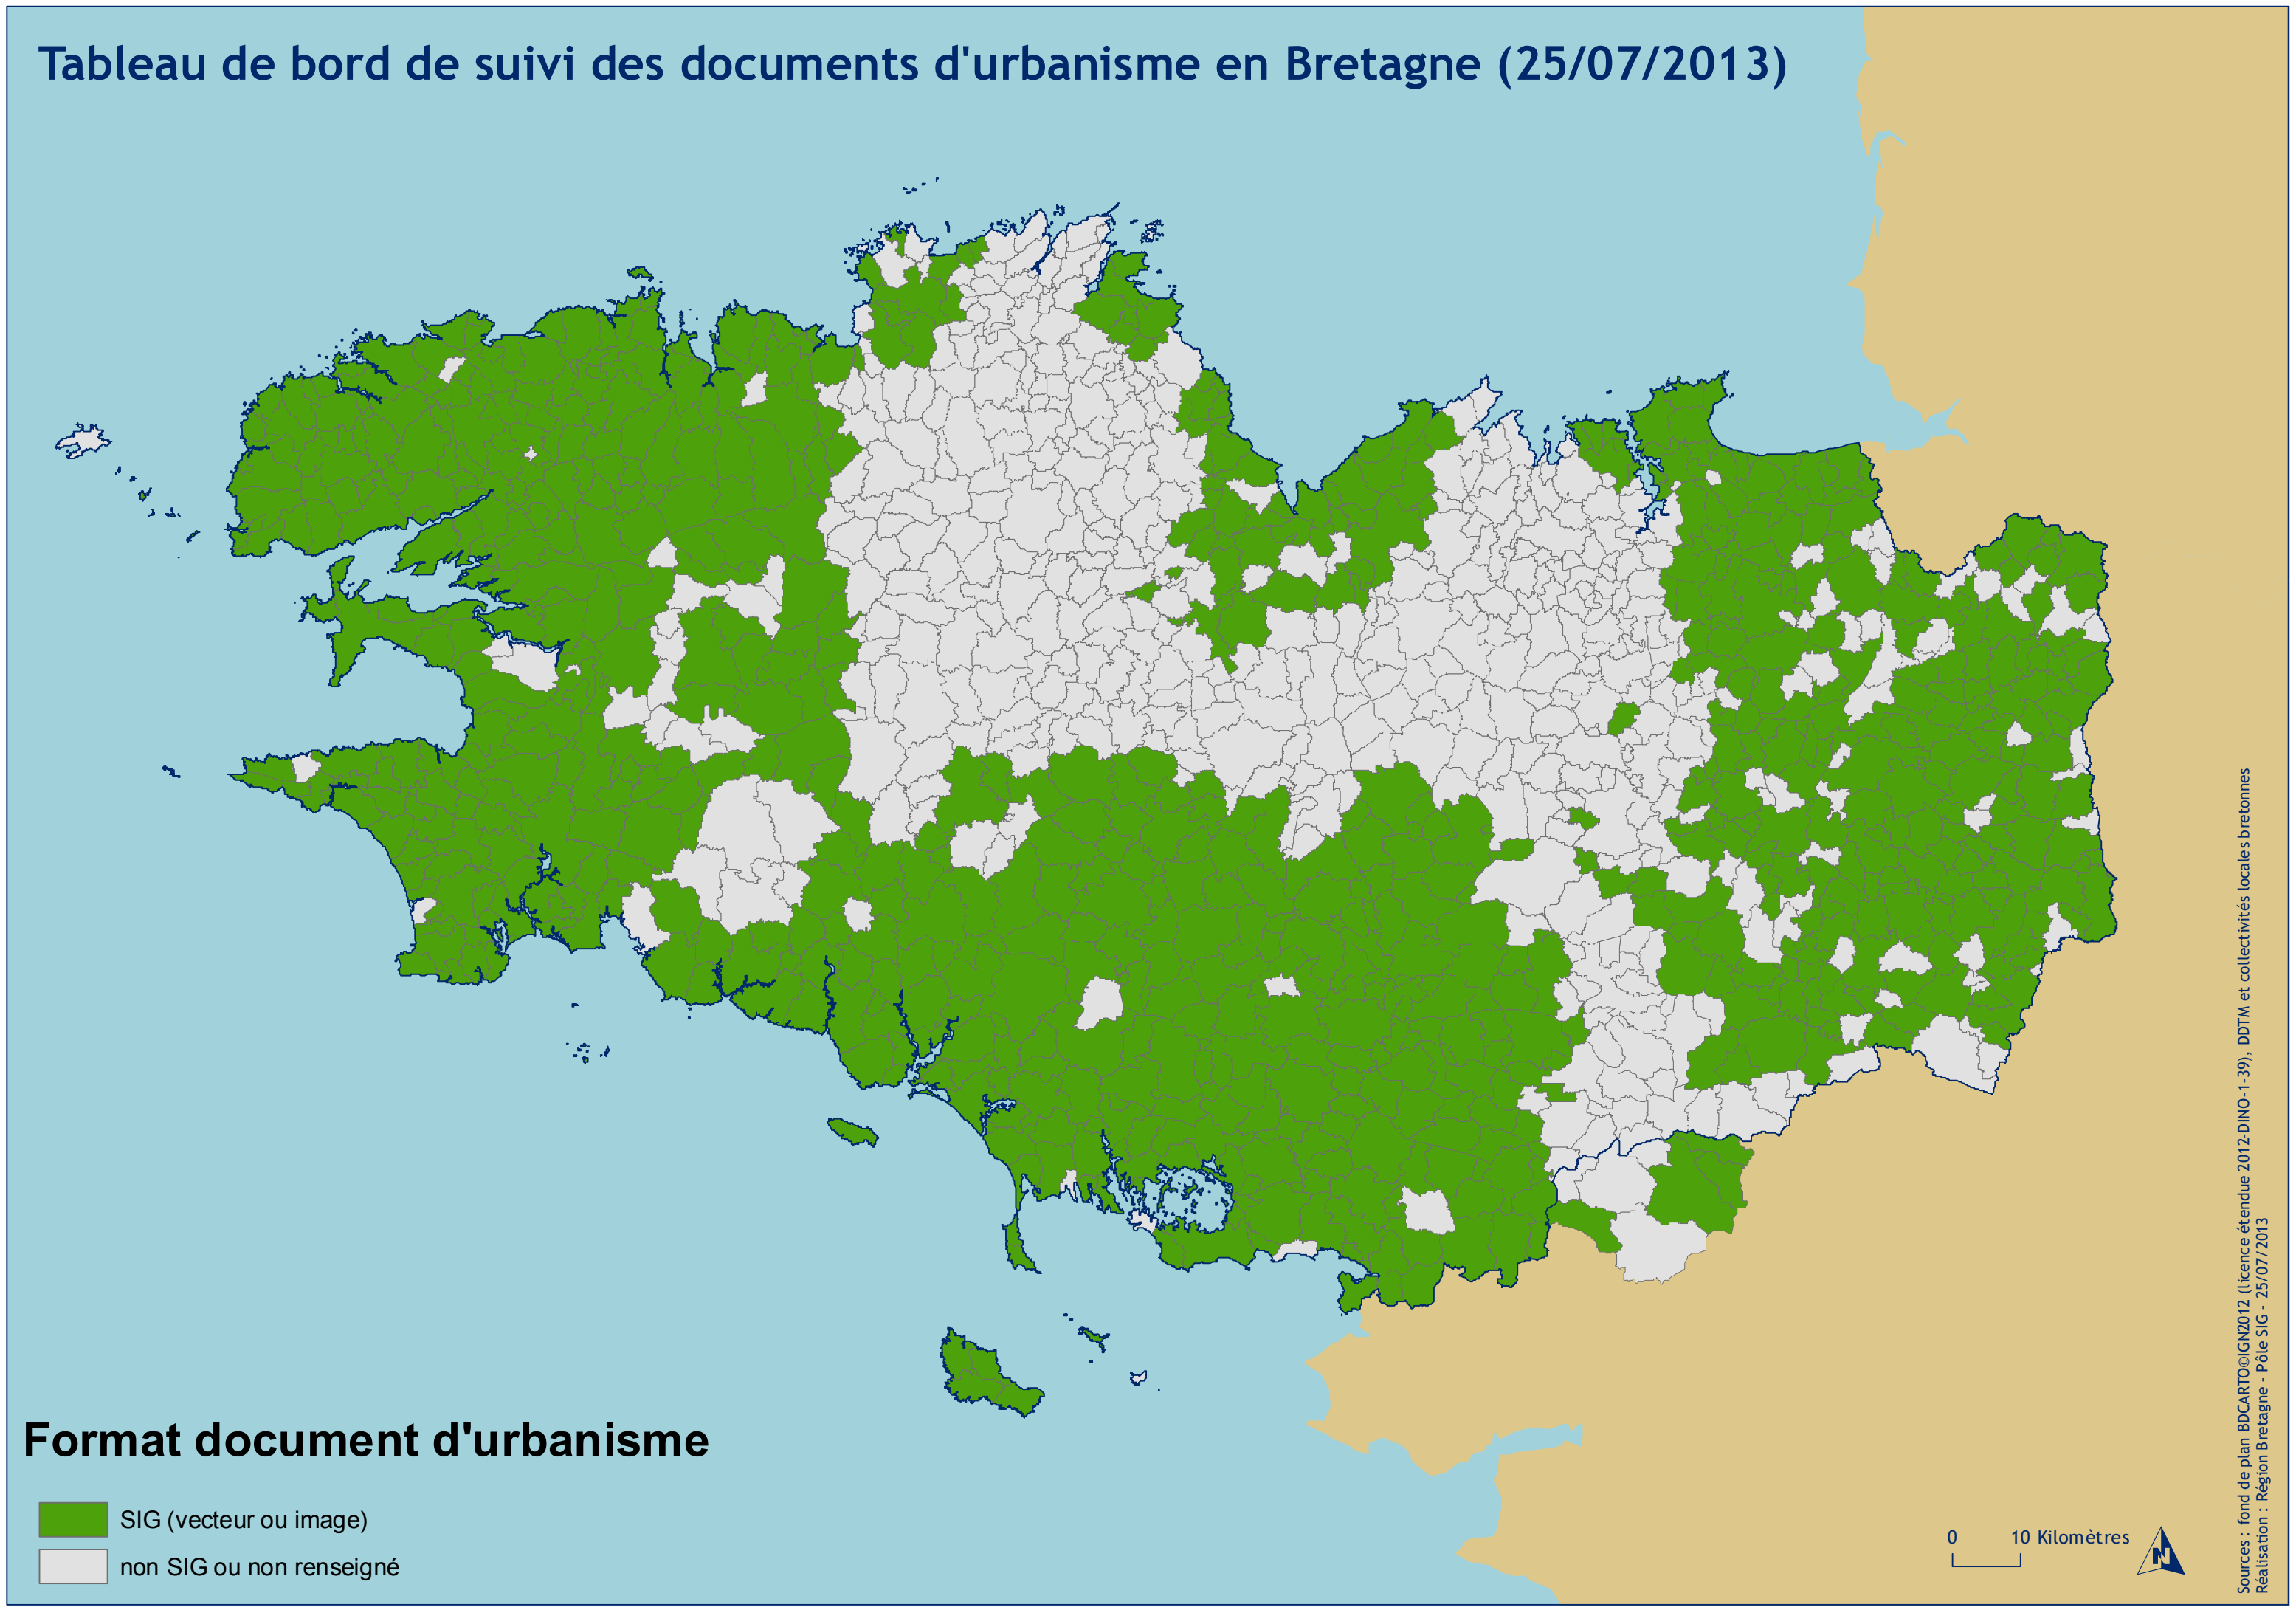 Tableau de bord de suivi des documents d'urbanisme en Bretagne (25/07/2013)
Format document d'urbanisme
SIG (vecteur ou image)
non SIG ou non renseigné
0 10 Kilomètres
N
Sources : fond de plan BDCARTO©IGN2012 (licence étendue 2012-DINO-1-39), DDTM et collectivités locales bretonnes
Réalisation : Région Bretagne - Pôle SIG - 25/07/2013